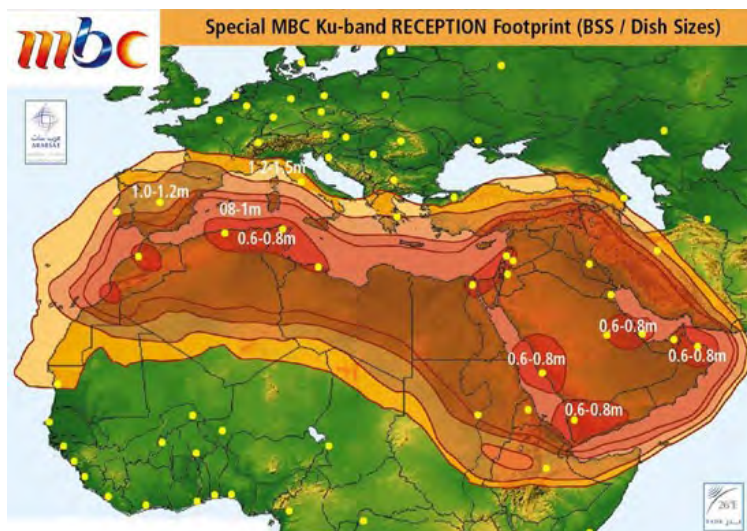 mbc
Special MBC Ku-band RECEPTION Footprint (BSS / Dish Sizes)
عرب سات
ARABSAT
1.2-1.5m
1.0-1.2m
08-1m
0.6-0.8m
0.6-0.8m
0.6-0.8m
0.6-0.8m
0.6-0.8m
26°E